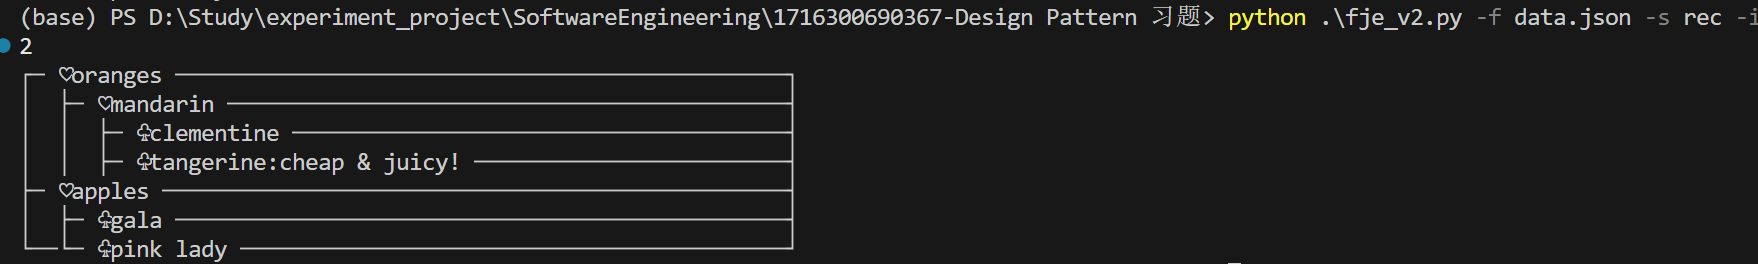 (base) PS D:\Study\experiment_project\SoftwareEngineering\1716300690367-Design Pattern 习题> python .\fje_v2.py -f data.json -s rec -i
2
┌─ ♡oranges ───────────────────────────────────────────────┐
│  ├─ ♡mandarin ───────────────────────────────────────────┤
│  │  ├─ ♧clementine ──────────────────────────────────────┤
│  │  ├─ ♧tangerine:cheap & juicy! ────────────────────────┤
├─ ♡apples ────────────────────────────────────────────────┤
│  ├─ ♧gala ───────────────────────────────────────────────┤
└──└─ ♧pink lady ──────────────────────────────────────────┘